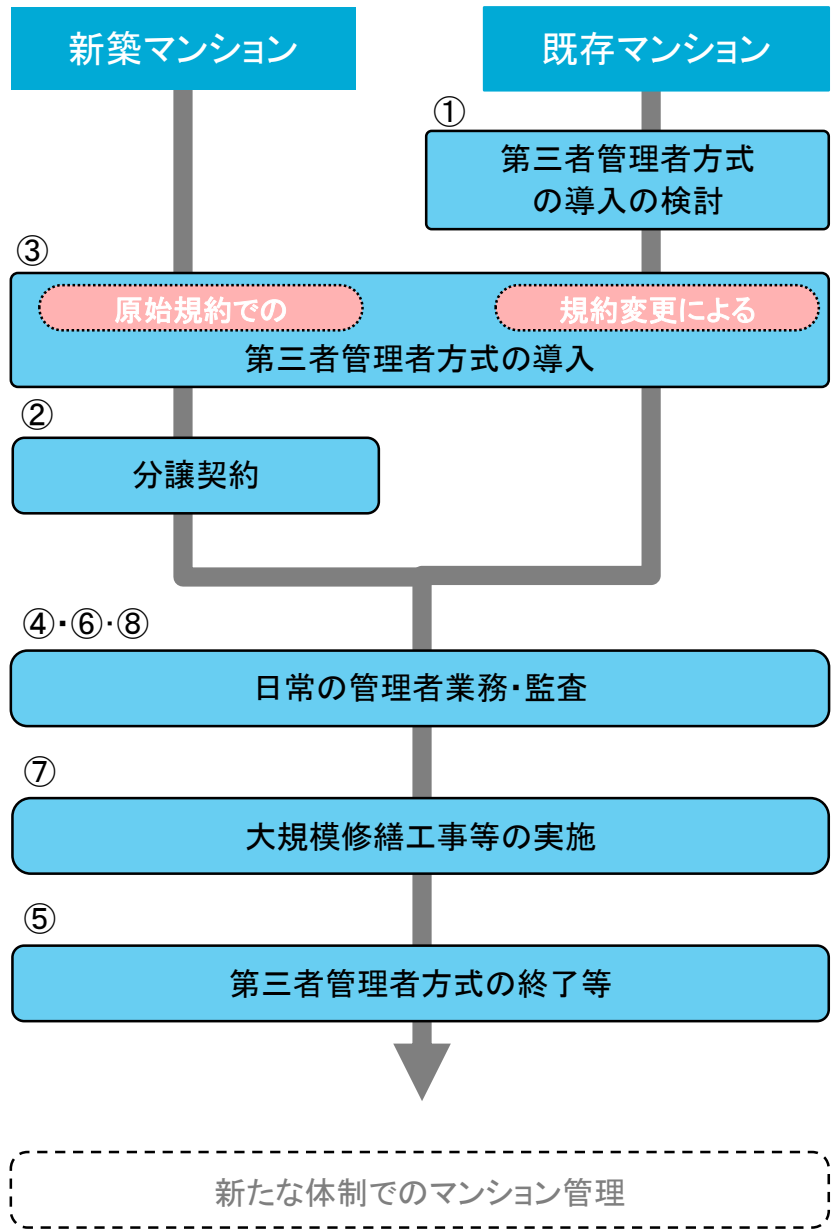 新築マンション
既存マンション
①
第三者管理者方式
の導入の検討
③
原始規約での
規約変更による
第三者管理者方式の導入
②
分譲契約
④・⑥・⑧
日常の管理者業務・監査
⑦
大規模修繕工事等の実施
⑤
第三者管理者方式の終了等
新たな体制でのマンション管理